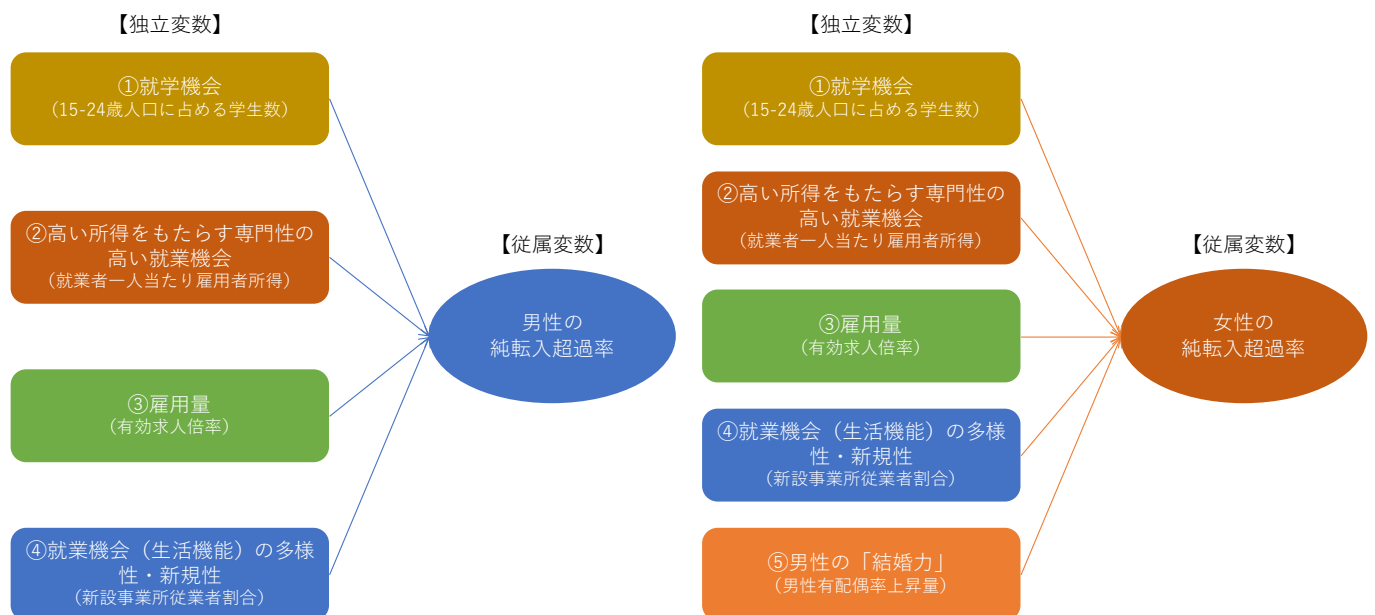 【独立変数】
①就学機会
（15-24歳人口に占める学生数）
②高い所得をもたらす専門性の
高い就業機会
（就業者一人当たり雇用者所得）
③雇用量
（有効求人倍率）
④就業機会（生活機能）の多様
性・新規性
（新設事業所従業者割合）
【従属変数】
男性の
純転入超過率
【独立変数】
①就学機会
（15-24歳人口に占める学生数）
②高い所得をもたらす専門性の
高い就業機会
（就業者一人当たり雇用者所得）
③雇用量
（有効求人倍率）
④就業機会（生活機能）の多様
性・新規性
（新設事業所従業者割合）
⑤男性の「結婚力」
（男性有配偶率上昇量）
【従属変数】
女性の
純転入超過率